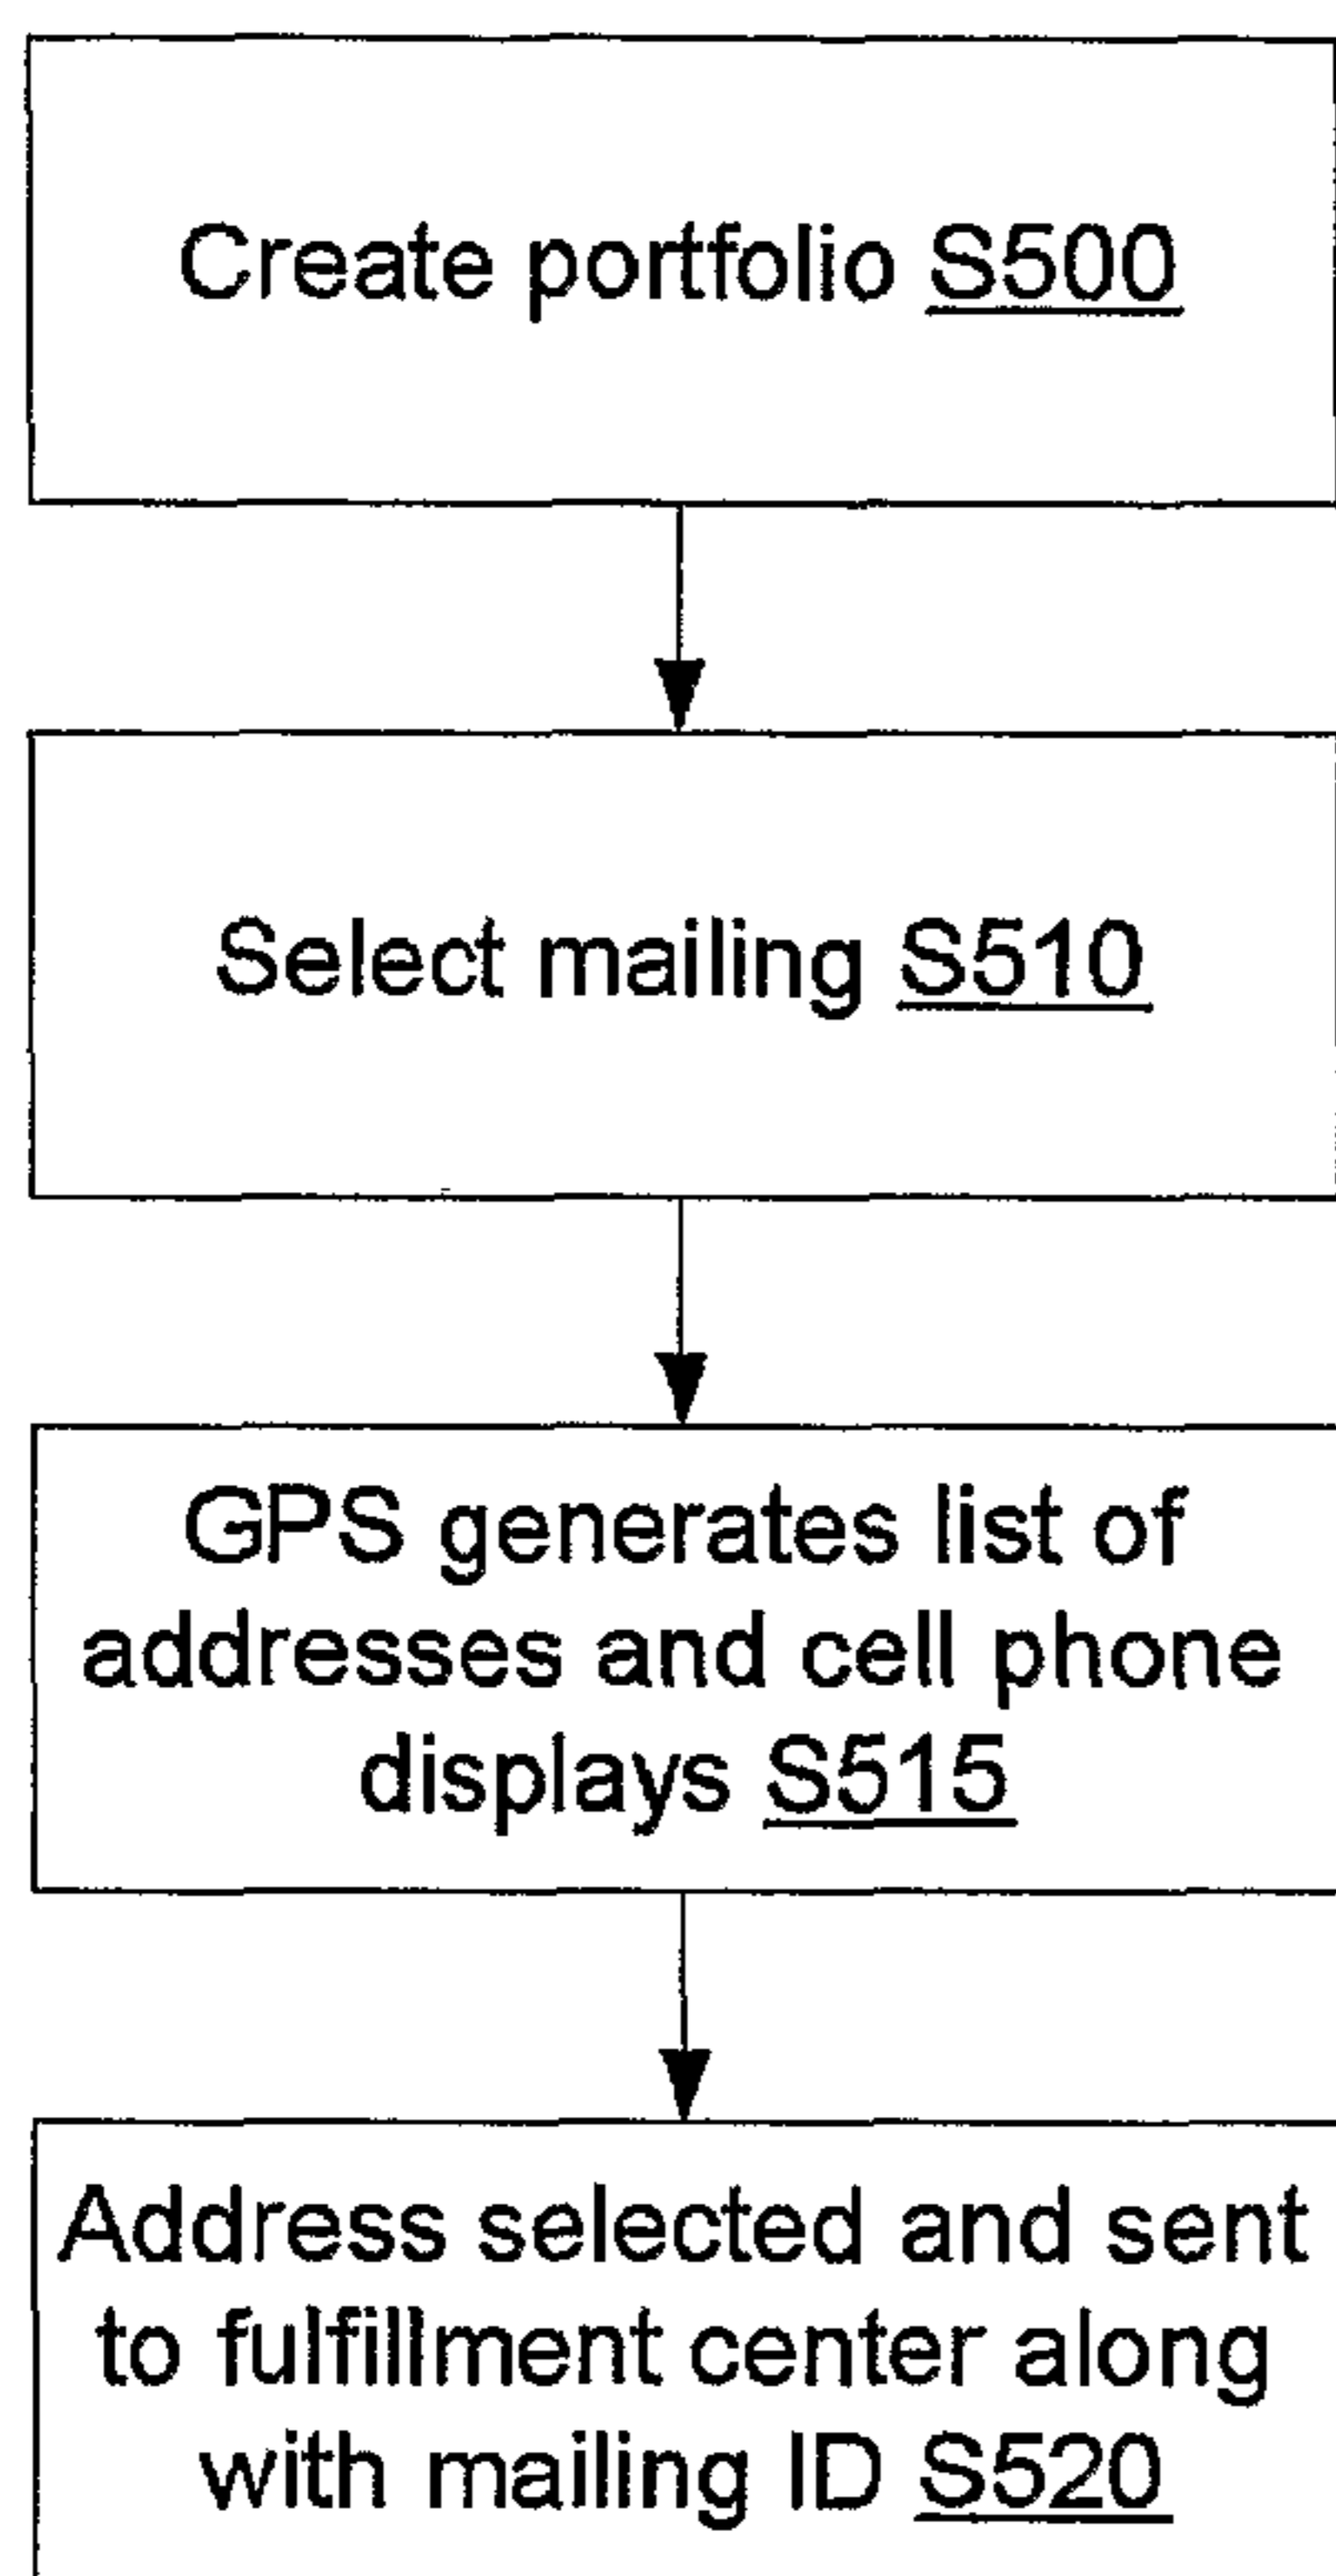 Create portfolio S500
Select mailing S510
GPS generates list of
addresses and cell phone
displays S515
Address selected and sent
to fulfillment center along
with mailing ID S520